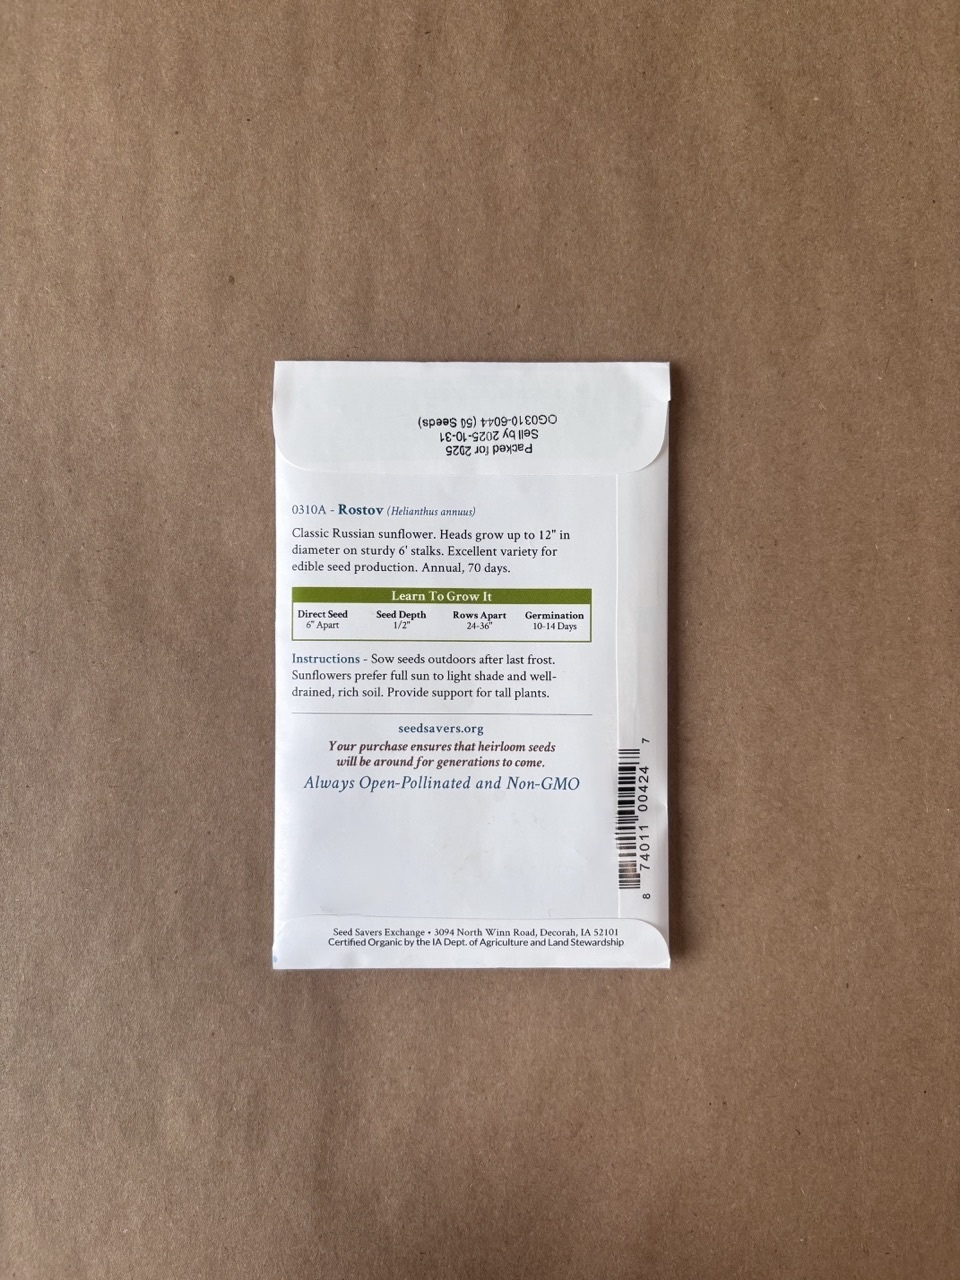 OG0310-6044 (50 Seeds)
Sell by 2025-10-31
Packed for 2025
0310A - Rostov (Helianthus annuus)
Classic Russian sunflower. Heads grow up to 12" in
diameter on sturdy 6' stalks. Excellent variety for
edible seed production. Annual, 70 days.
Learn To Grow It
Direct Seed Seed Depth Rows Apart Germination
6" Apart 1/2" 24-36" 10-14 Days
Instructions - Sow seeds outdoors after last frost.
Sunflowers prefer full sun to light shade and well-
drained, rich soil. Provide support for tall plants.
seedsavers.org
Your purchase ensures that heirloom seeds
will be around for generations to come.
Always Open-Pollinated and Non-GMO
8 74011 00424 7
Seed Savers Exchange • 3094 North Winn Road, Decorah, IA 52101
Certified Organic by the IA Dept. of Agriculture and Land Stewardship